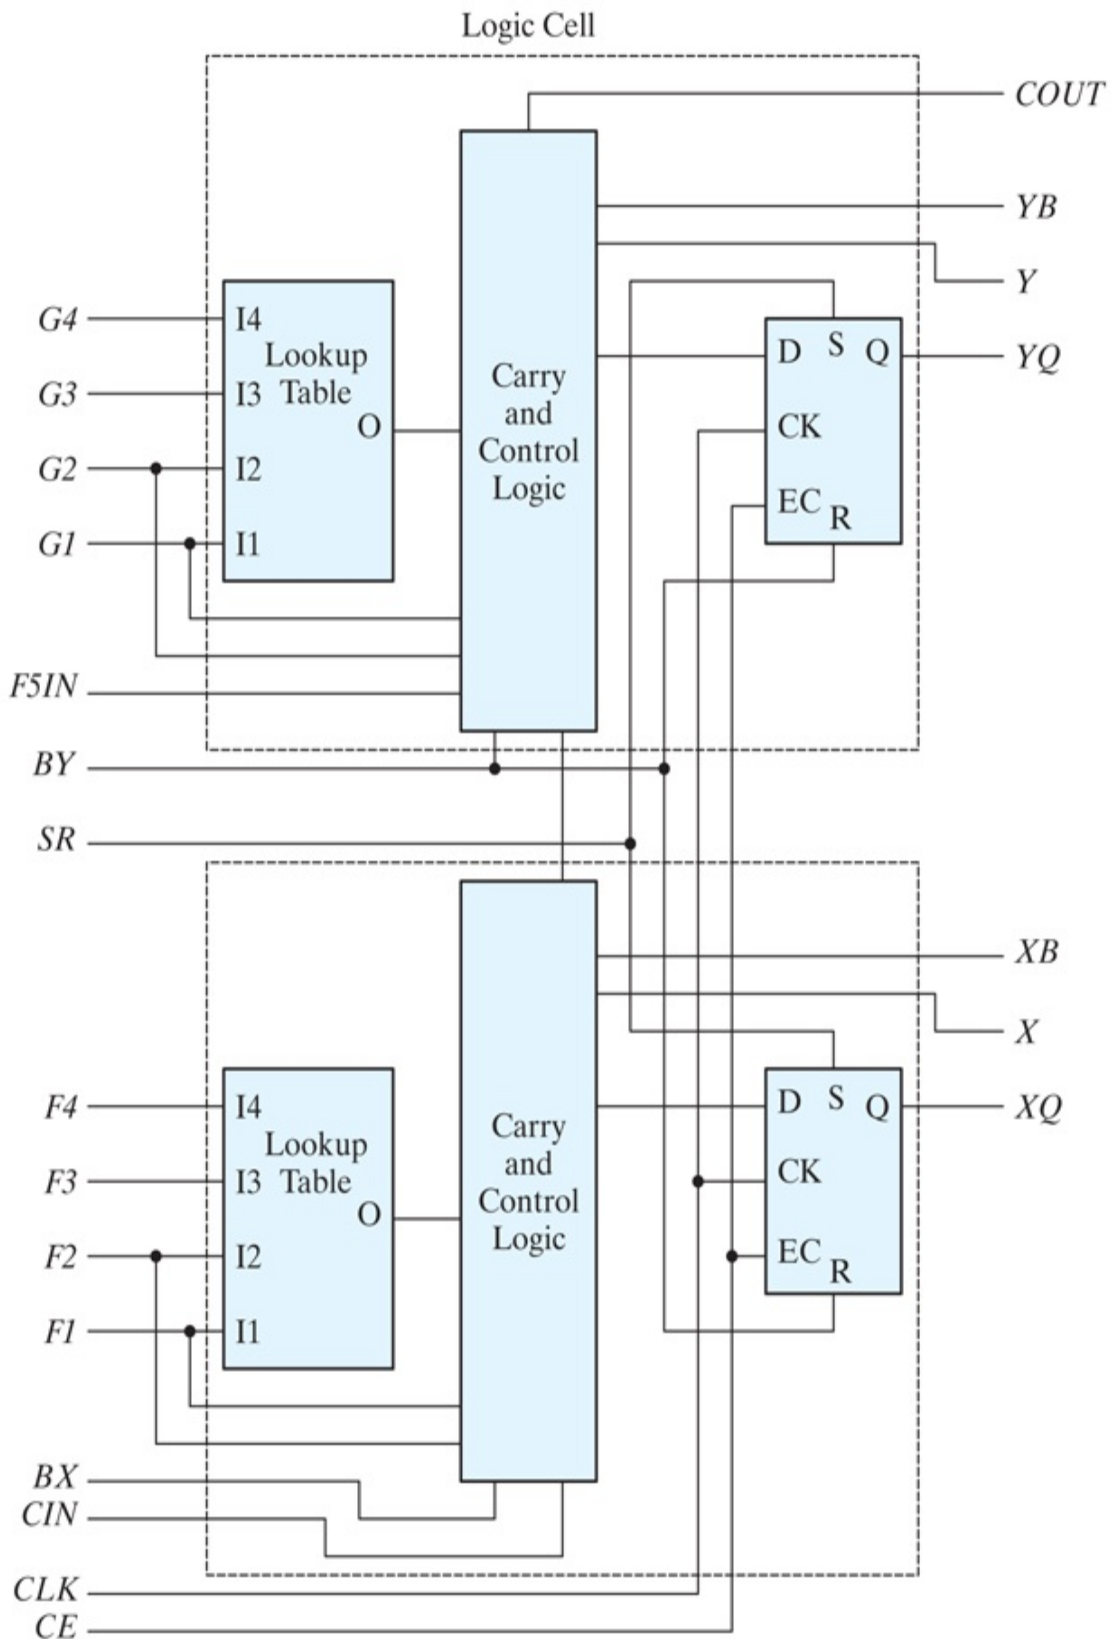 Logic Cell
COUT
YB
Y
G4
I4
Lookup
Table
G3
I3
O
G2
I2
G1
I1
Carry
and
Control
Logic
D
S
Q
YQ
CK
EC
R
F5IN
BY
SR
XB
X
F4
I4
Lookup
Table
F3
I3
O
F2
I2
F1
I1
Carry
and
Control
Logic
D
S
Q
XQ
CK
EC
R
BX
CIN
CLK
CE